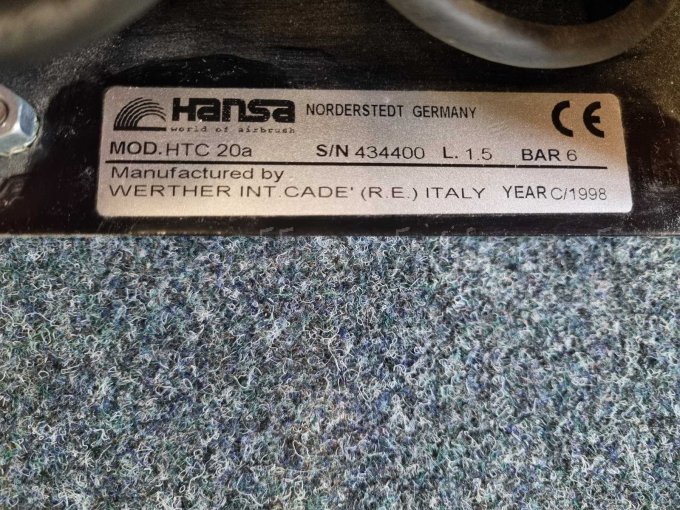 Hansa NORDERSTEDT GERMANY CE
world of airbrush
MOD. HTC 20a S/N 434400 L. 1.5 BAR 6
Manufactured by
WERTHER INT. CADE' (R.E.) ITALY YEAR C/1998